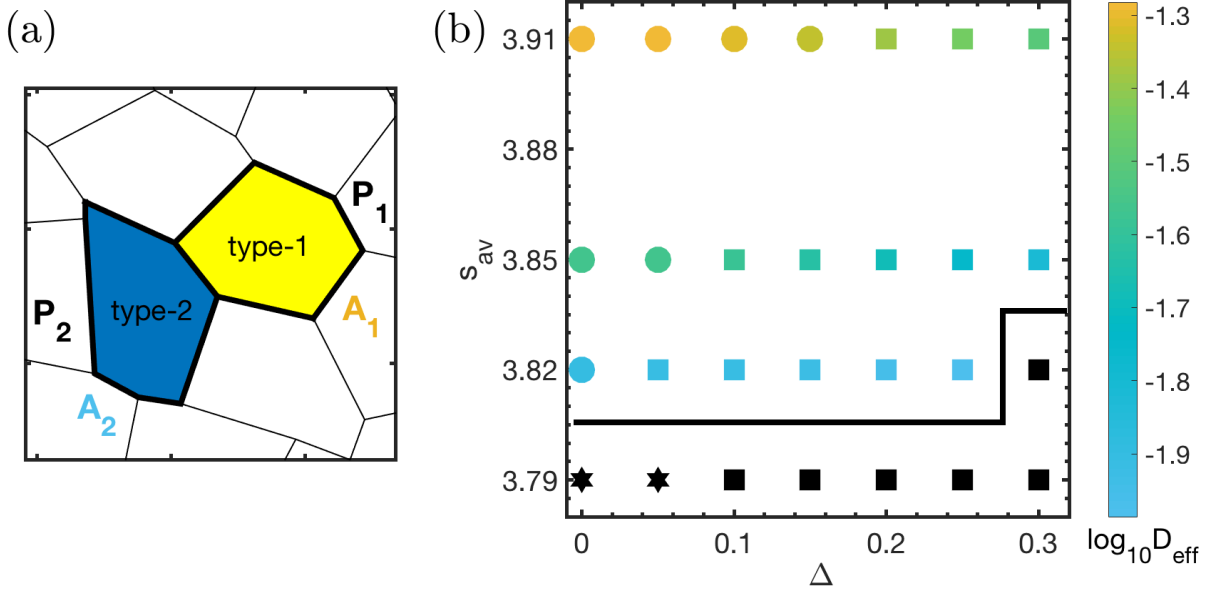 (a)
P₁
type-1
type-2
P₂
A₁
A₂
(b)
s_av
3.91
3.88
3.85
3.82
3.79
0
0.1
0.2
0.3
Δ
-1.3
-1.4
-1.5
-1.6
-1.7
-1.8
-1.9
log₁₀D_eff